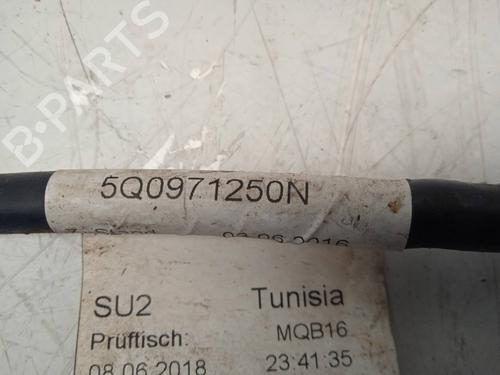 B-PARTS
5Q0971250N
SU2 Tunisia
Prüftisch: MQB16
08.06.2018 23:41:35